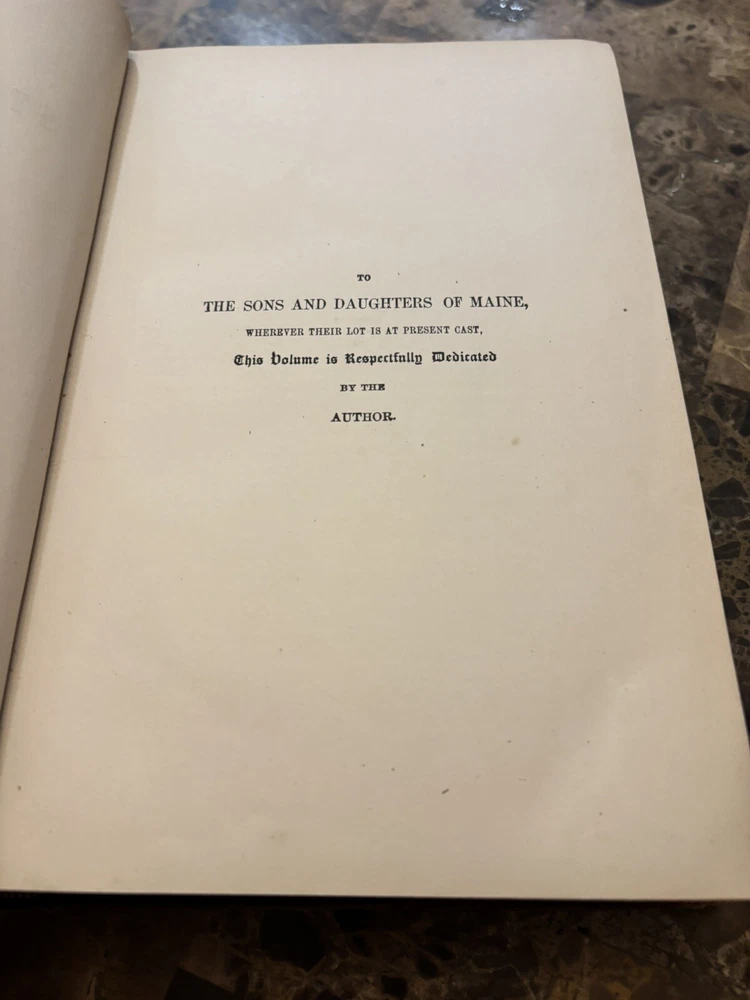 TO
THE SONS AND DAUGHTERS OF MAINE,
WHEREVER THEIR LOT IS AT PRESENT CAST,
This Volume is Respectfully Dedicated
BY THE
AUTHOR.